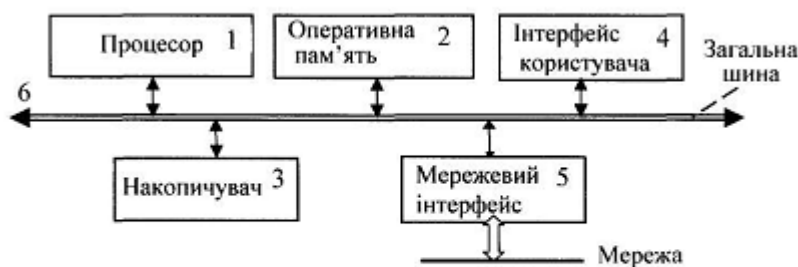 Процесор 1
Оперативна 2
пам’ять
Інтерфейс 4
користувача
Загальна
шина
6
Накопичувач 3
Мережевий 5
інтерфейс
Мережа